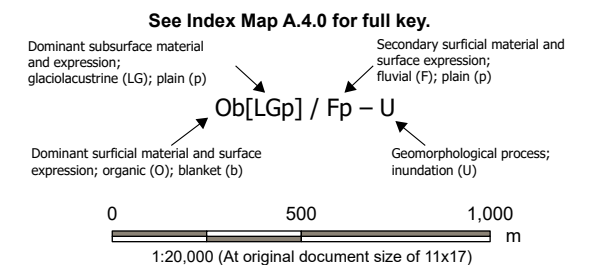 See Index Map A.4.0 for full key.
Dominant subsurface material
and expression;
glaciolacustrine (LG); plain (p)
Secondary surficial material and
surface expression;
fluvial (F); plain (p)
Ob[LGp] / Fp – U
Dominant surficial material and surface
expression; organic (O); blanket (b)
Geomorphological process;
inundation (U)
0 500 1,000
m
1:20,000 (At original document size of 11x17)